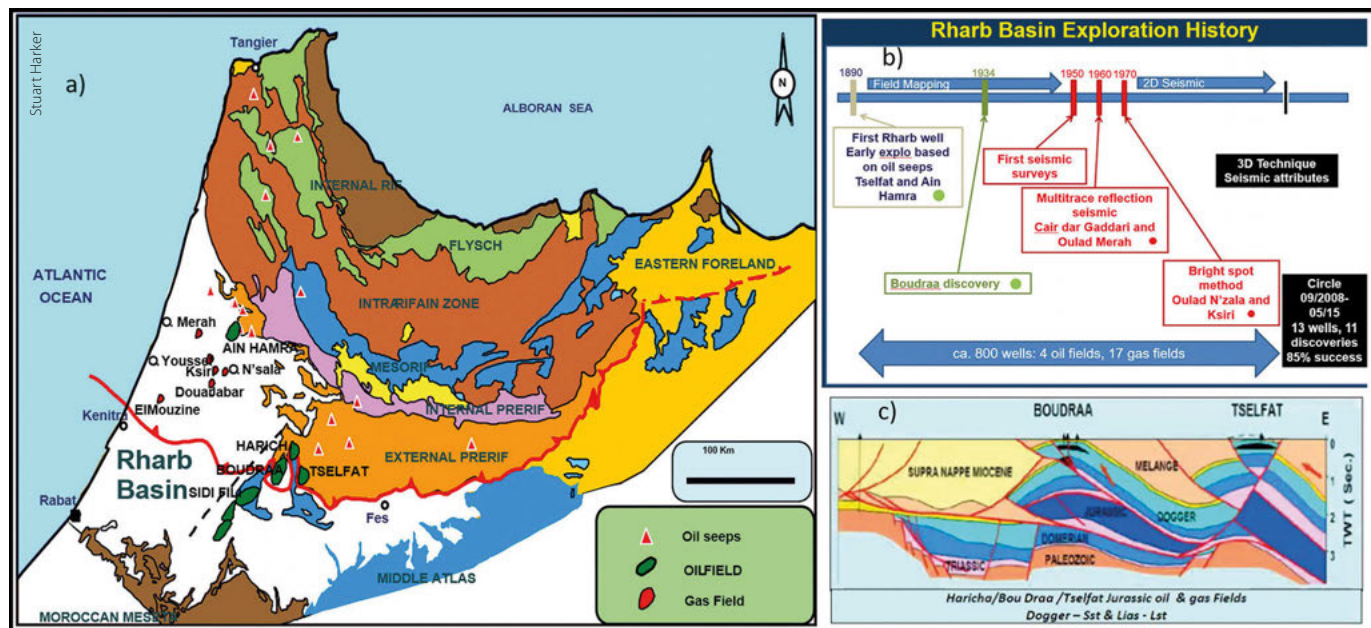 Stuart Harker
a)
Tangier
N
ALBORAN SEA
INTERNAL RIF
FLYSCH
EASTERN FORELAND
ATLANTIC
OCEAN
INTRARIFAIN ZONE
O. Merah
AIN HAMRA
O. Youssef
Ksiri
O. N'sala
Douadabar
ElMouzine
MESORIF
INTERNAL PRERIF
Kenitra
HARICHA
EXTERNAL PRERIF
100 Km
Rharb
Basin
BOUDRAA
TSELFAT
SIDI FILI
Rabat
Fes
MIDDLE ATLAS
MOROCCAN MESETA
Oil seeps
OILFIELD
Gas Field
Rharb Basin Exploration History
b)
1890
1934
1950
1960
1970
Field Mapping
2D Seismic
First Rharb well
Early explo based
on oil seeps
Tselfat and Ain
Hamra
First seismic
surveys
3D Technique
Seismic attributes
Multitrace reflection
seismic
Cair dar Gaddari and
Oulad Merah
Boudraa discovery
Bright spot
method
Oulad N'zala and
Ksiri
Circle
09/2008-
05/15
13 wells, 11
discoveries
85% success
ca. 800 wells: 4 oil fields, 17 gas fields
c)
W
BOUDRAA
TSELFAT
E
SUPRA NAPPE MIOCENE
MELANGE
JURASSIC
DOGGER
DOMERIAN
PALEOZOIC
TRIASSIC
0
1
2
3
TWT ( Sec.)
Haricha/Bou Draa /Tselfat Jurassic oil & gas Fields
Dogger – Sst & Lias - Lst